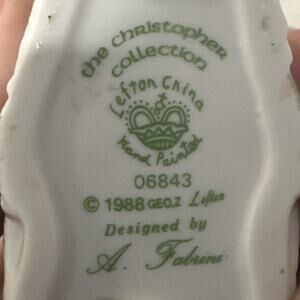 the christopher
collection
Lefton China
Hand Painted
06843
© 1988 GEO.Z Lefton
Designed by
A. Fabrini